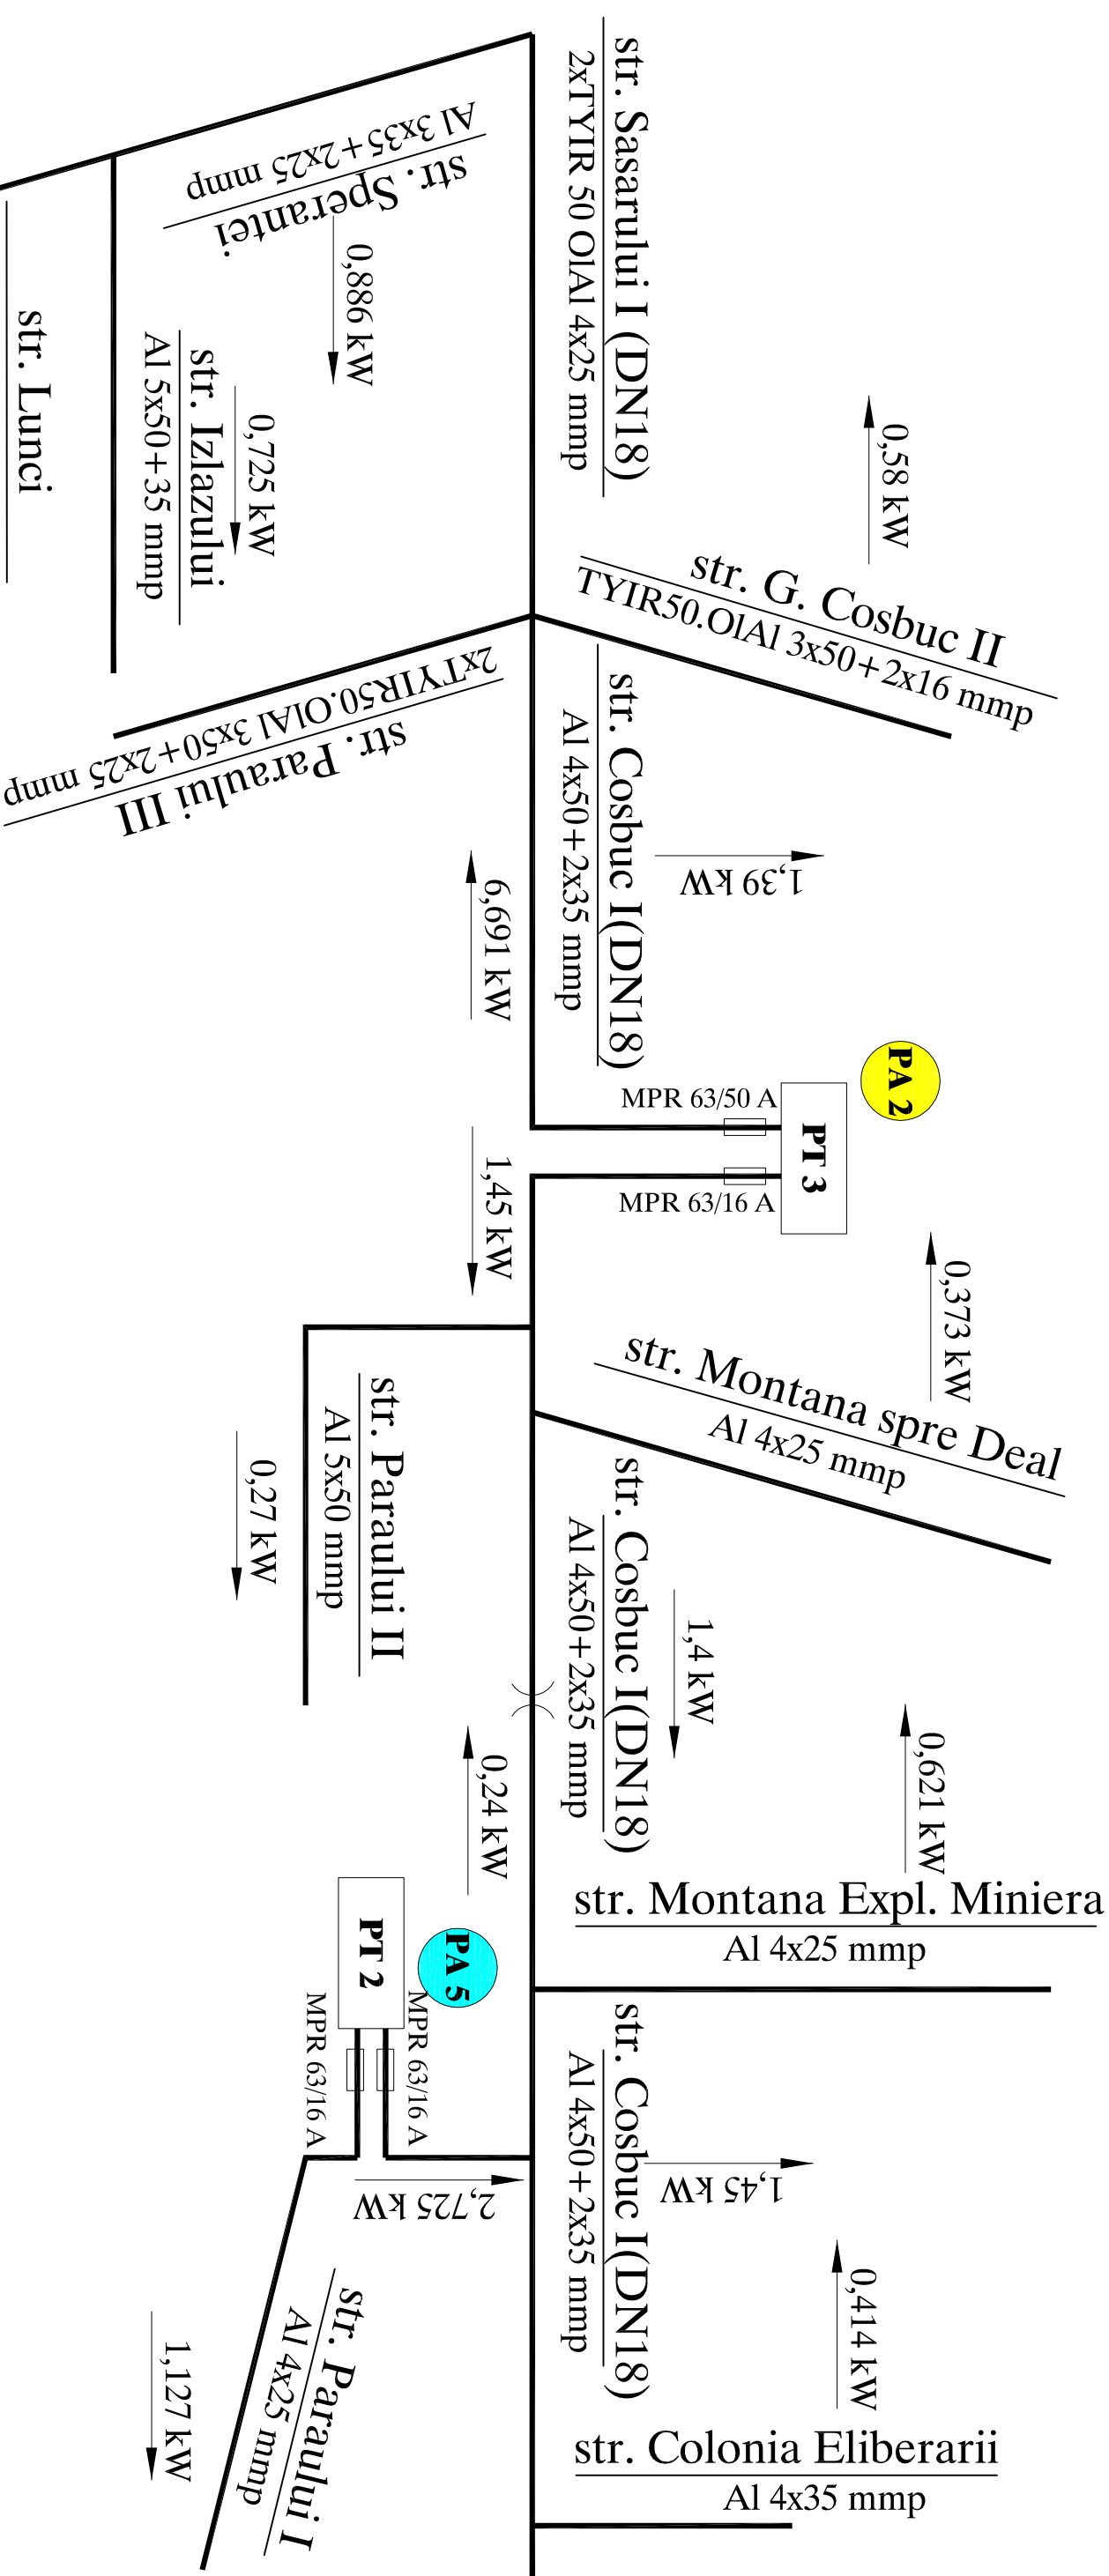 str. Sasarului I (DN18)
2xTYIR 50 OlAl 4x25 mmp
str. Sperantei
Al 3x35+2x25 mmp
0,886 kW
0,725 kW
str. Izlazului
Al 5x50+35 mmp
str. Lunci
0,58 kW
str. G. Cosbuc II
TYIR50.OlAl 3x50+2x16 mmp
2xTYIR50.OlAl 3x50+2x25 mmp
str. Paraului III
str. Cosbuc I(DN18)
Al 4x50+2x35 mmp
1,39 kW
6,691 kW
PA 2
MPR 63/50 A
PT 3
MPR 63/16 A
1,45 kW
0,373 kW
str. Montana spre Deal
Al 4x25 mmp
str. Paraului II
Al 5x50 mmp
0,27 kW
str. Cosbuc I(DN18)
Al 4x50+2x35 mmp
1,4 kW
0,24 kW
0,621 kW
str. Montana Expl. Miniera
Al 4x25 mmp
PT 2
PA 5
MPR 63/16 A
MPR 63/16 A
2,725 kW
str. Cosbuc I(DN18)
Al 4x50+2x35 mmp
1,45 kW
0,414 kW
str. Colonia Eliberarii
Al 4x35 mmp
str. Paraului I
Al 4x25 mmp
1,127 kW